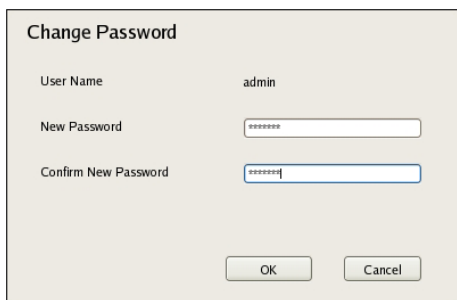 Change Password
User Name admin
New Password *******
Confirm New Password *******
OK Cancel